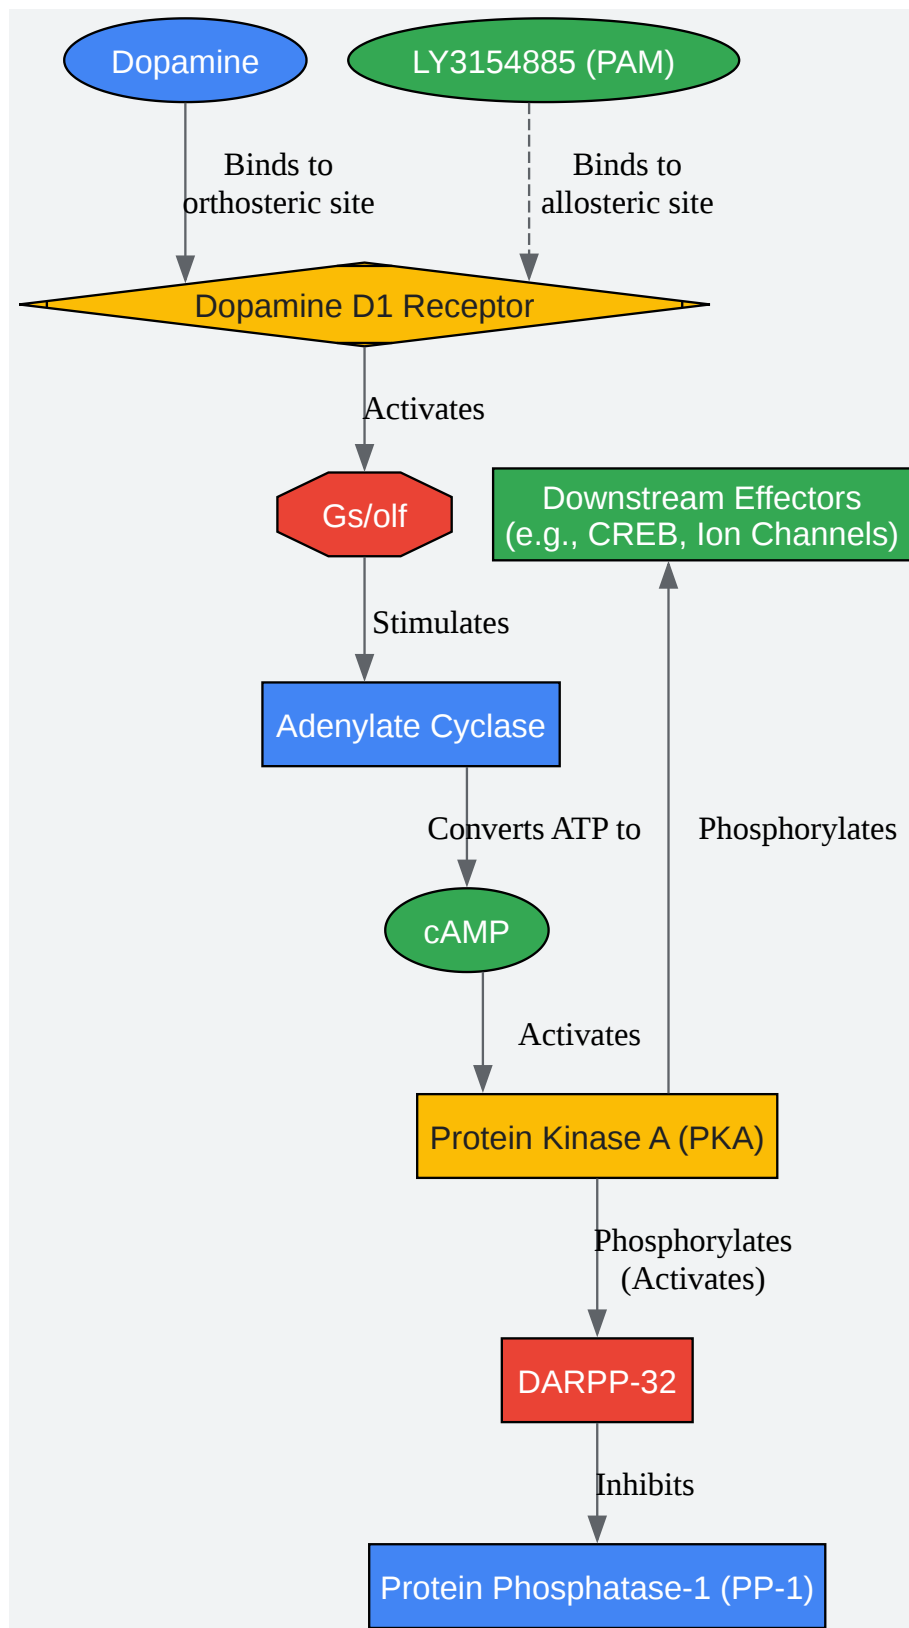 Dopamine
LY3154885 (PAM)
Binds to
orthosteric site
Binds to
allosteric site
Dopamine D1 Receptor
Activates
Gs/olf
Downstream Effectors
(e.g., CREB, Ion Channels)
Stimulates
Adenylate Cyclase
Converts ATP to
Phosphorylates
cAMP
Activates
Protein Kinase A (PKA)
Phosphorylates
(Activates)
DARPP-32
Inhibits
Protein Phosphatase-1 (PP-1)